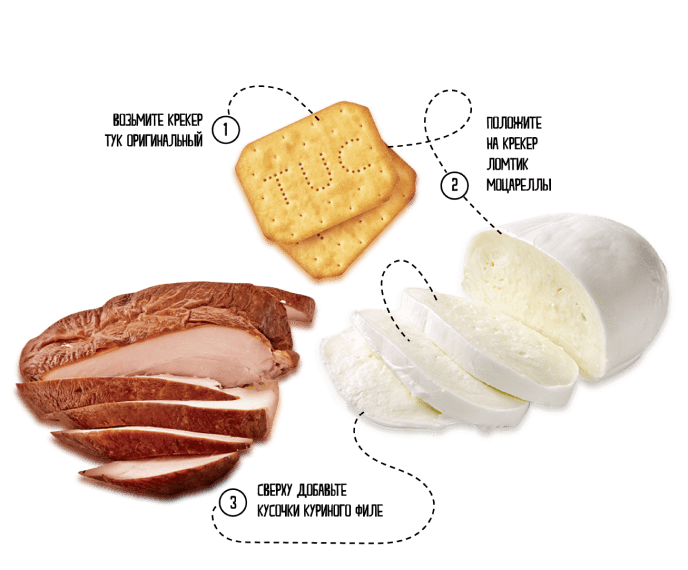 ВОЗЬМИТЕ КРЕКЕР
ТУК ОРИГИНАЛЬНЫЙ
1
TUC
ПОЛОЖИТЕ
НА КРЕКЕР
ЛОМТИК
МОЦАРЕЛЛЫ
2
3
СВЕРХУ ДОБАВЬТЕ
КУСОЧКИ КУРИНОГО ФИЛЕ